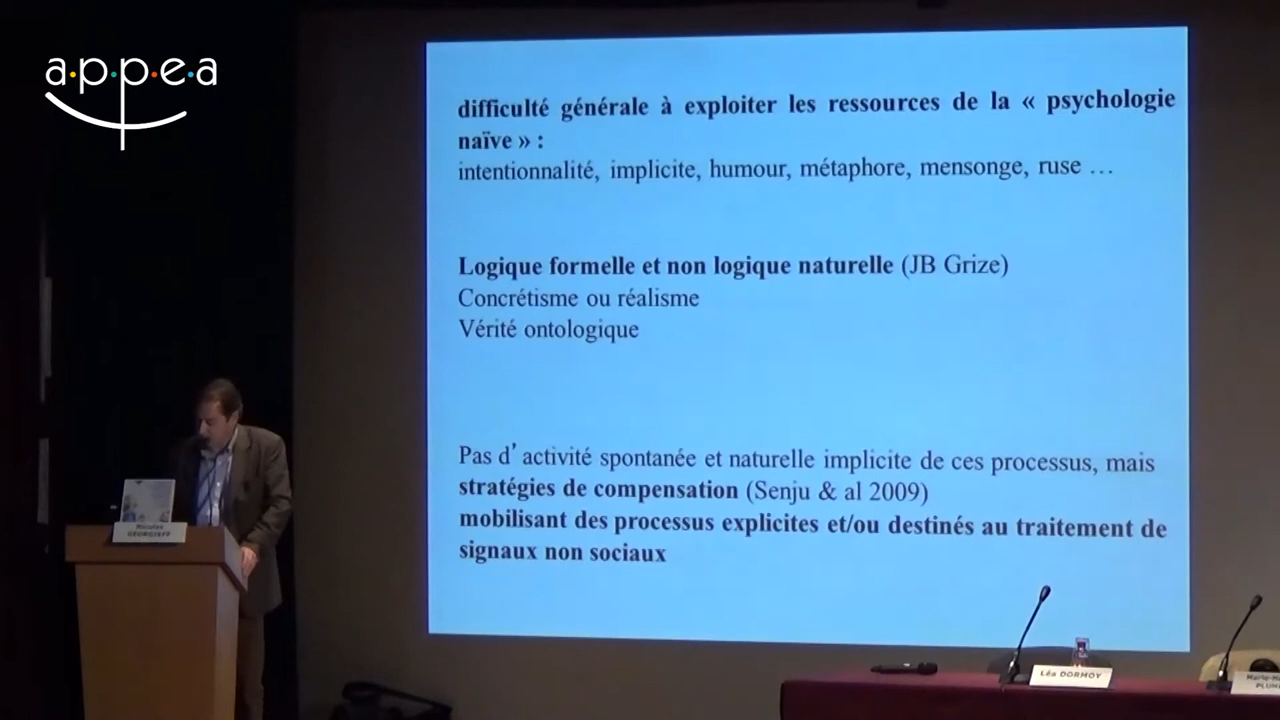 a·p·p·e·a
difficulté générale à exploiter les ressources de la « psychologie
naïve » :
intentionnalité, implicite, humour, métaphore, mensonge, ruse …
Logique formelle et non logique naturelle (JB Grize)
Concrétisme ou réalisme
Vérité ontologique
Pas d’activité spontanée et naturelle implicite de ces processus, mais
stratégies de compensation (Senju & al 2009)
mobilisant des processus explicites et/ou destinés au traitement de
signaux non sociaux
Nicolas
GEORGIEFF
Léa DORMOY